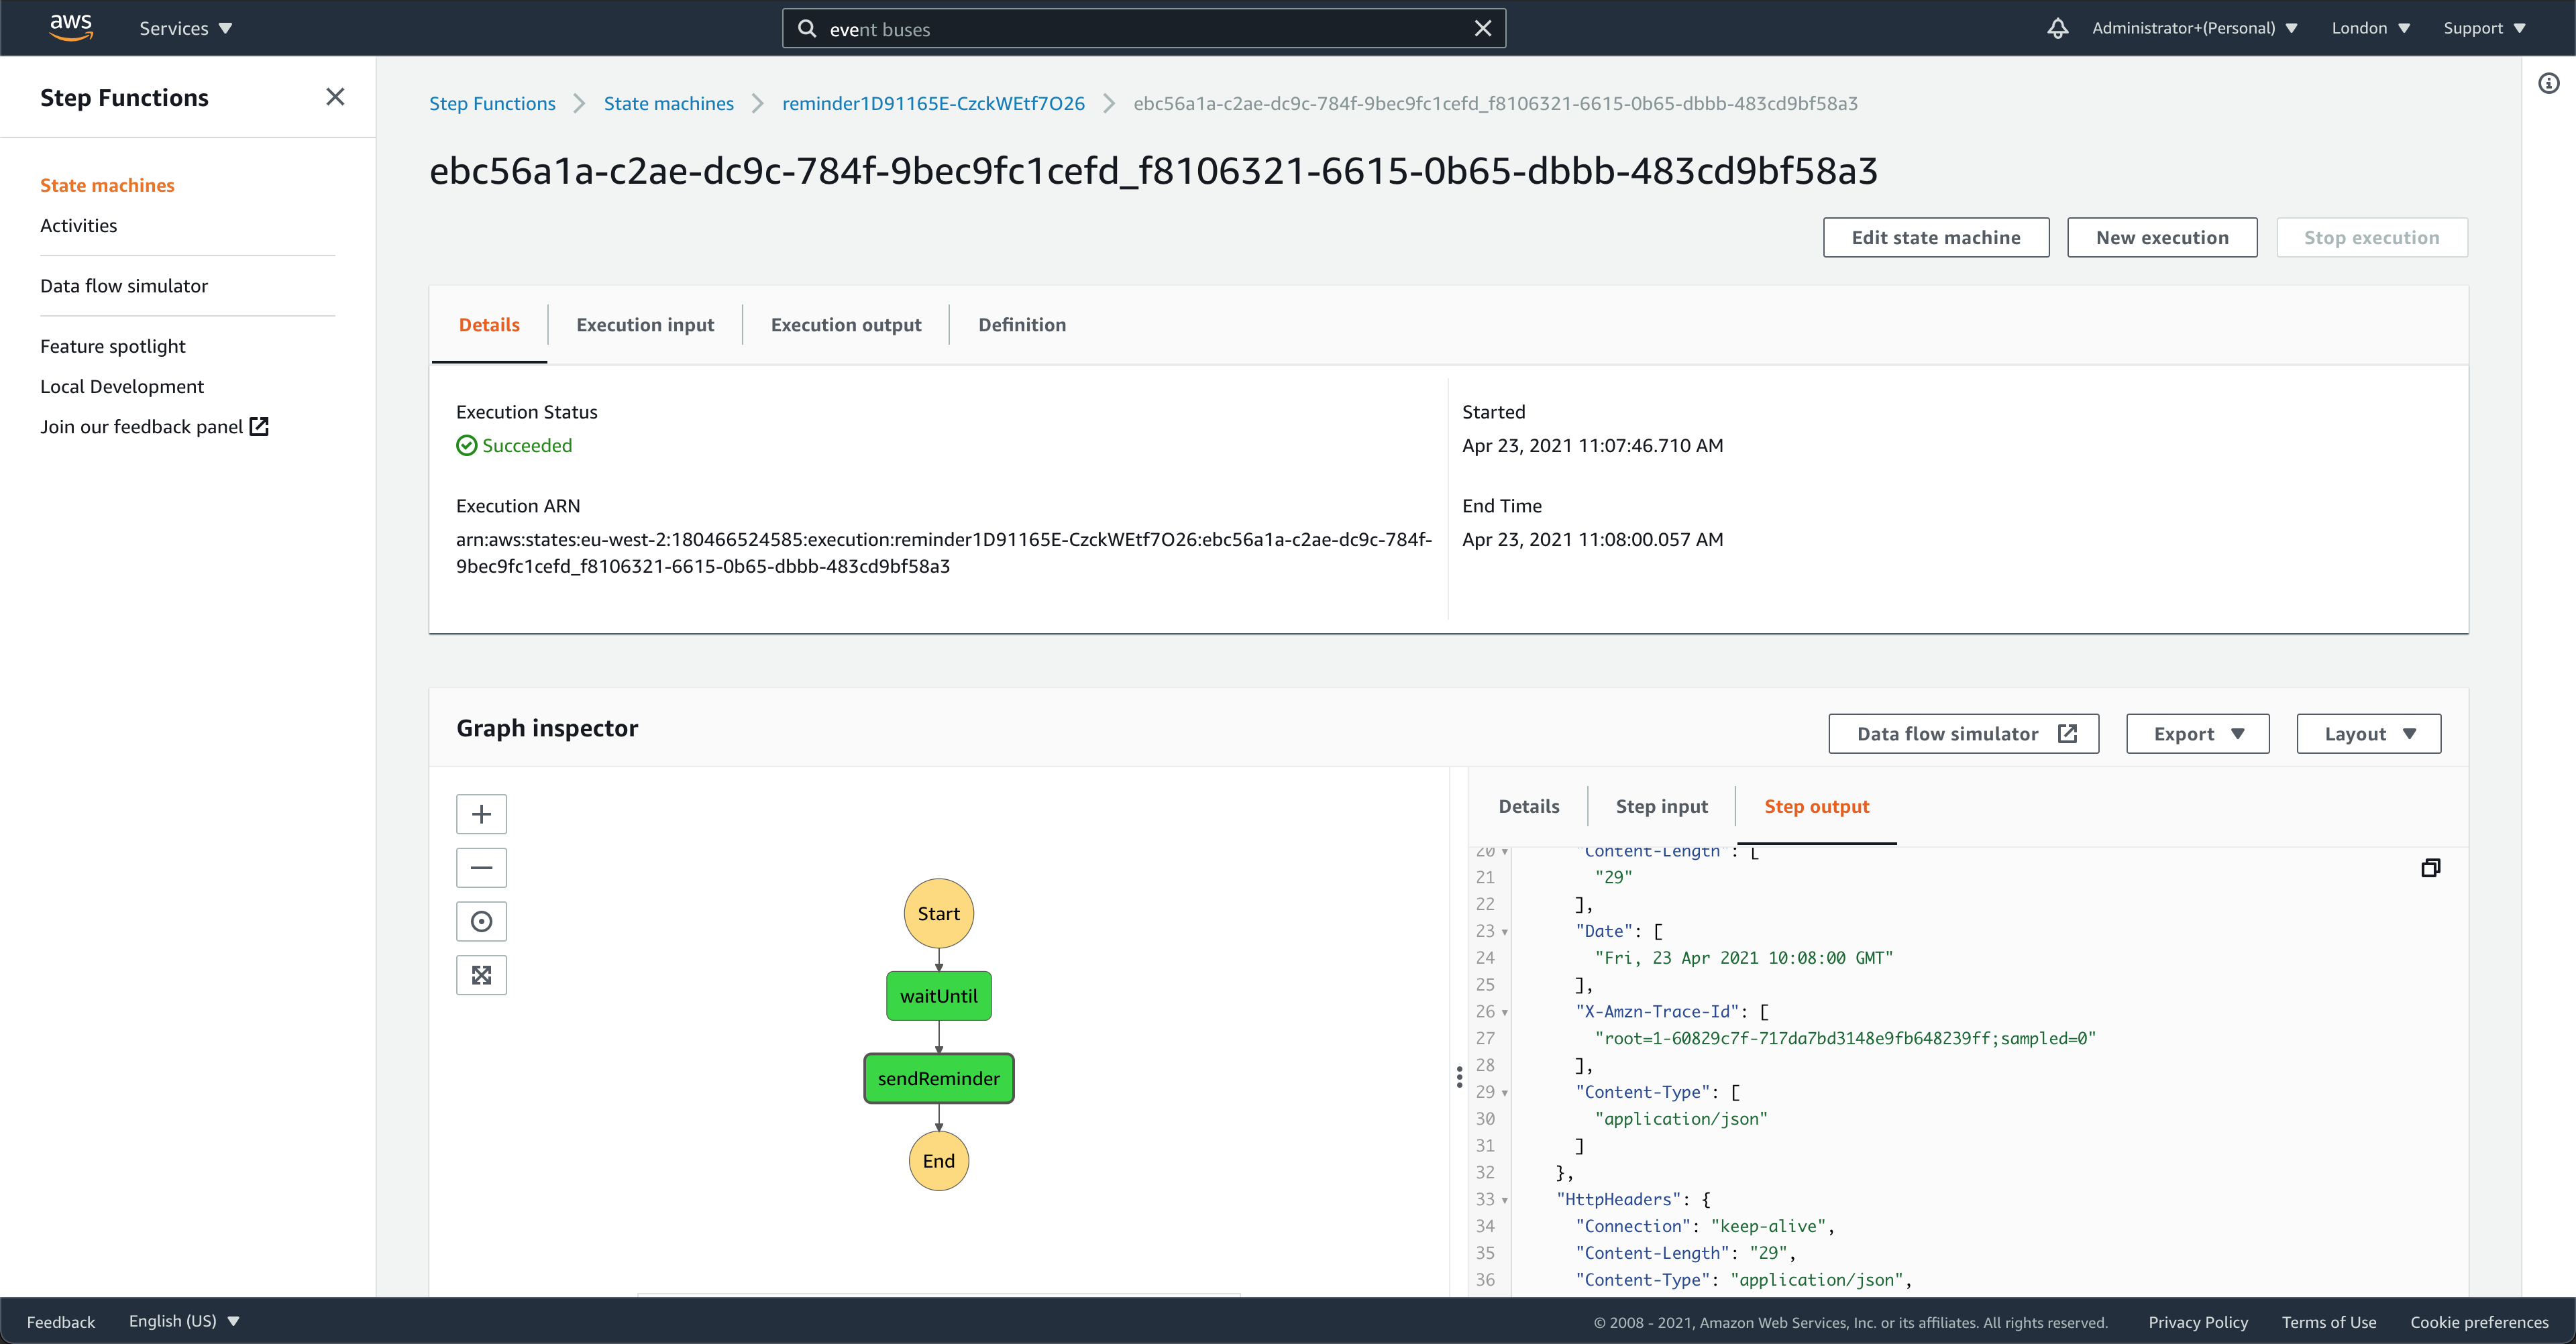 aws
Services
event buses
Administrator+(Personal)
London
Support
Step Functions
State machines
Activities
Data flow simulator
Feature spotlight
Local Development
Join our feedback panel
Step Functions
State machines
reminder1D91165E-CzckWEtf7O26
ebc56a1a-c2ae-dc9c-784f-9bec9fc1cefd_f8106321-6615-0b65-dbbb-483cd9bf58a3
ebc56a1a-c2ae-dc9c-784f-9bec9fc1cefd_f8106321-6615-0b65-dbbb-483cd9bf58a3
Edit state machine
New execution
Stop execution
Details
Execution input
Execution output
Definition
Execution Status
Succeeded
Execution ARN
arn:aws:states:eu-west-2:180466524585:execution:reminder1D91165E-CzckWEtf7O26:ebc56a1a-c2ae-dc9c-784f-
9bec9fc1cefd_f8106321-6615-0b65-dbbb-483cd9bf58a3
Started
Apr 23, 2021 11:07:46.710 AM
End Time
Apr 23, 2021 11:08:00.057 AM
Graph inspector
Data flow simulator
Export
Layout
Start
waitUntil
sendReminder
End
Details
Step input
Step output
20 "Content-Length": [
21 "29"
22 ],
23 "Date": [
24 "Fri, 23 Apr 2021 10:08:00 GMT"
25 ],
26 "X-Amzn-Trace-Id": [
27 "root=1-60829c7f-717da7bd3148e9fb648239ff;sampled=0"
28 ],
29 "Content-Type": [
30 "application/json"
31 ]
32 },
33 "HttpHeaders": {
34 "Connection": "keep-alive",
35 "Content-Length": "29",
36 "Content-Type": "application/json",
Feedback
English (US)
© 2008 - 2021, Amazon Web Services, Inc. or its affiliates. All rights reserved.
Privacy Policy
Terms of Use
Cookie preferences